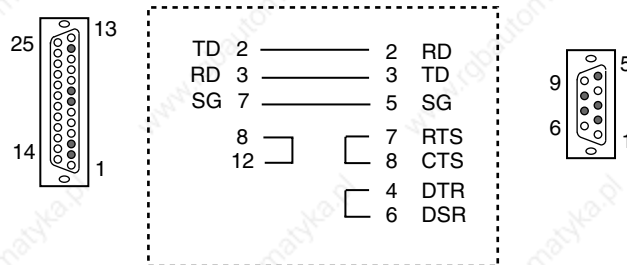 13
25
14
1
TD 2 2 RD
RD 3 3 TD
SG 7 5 SG
8 7 RTS
12 8 CTS
4 DTR
6 DSR
5
9
6
1